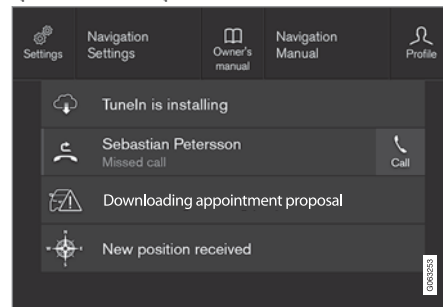 Settings
Navigation
Settings
Owner's
manual
Navigation
Manual
Profile
TuneIn is installing
Sebastian Petersson
Missed call
Call
Downloading appointment proposal
New position received
G063253